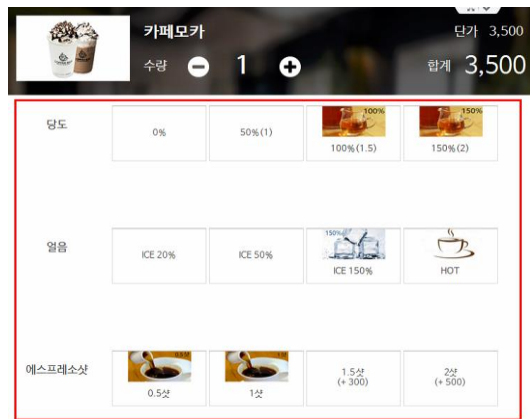 카페모카
단가 3,500
수량 1
합계 3,500
당도
0%
50%(1)
100%
100%(1.5)
150%
150%(2)
얼음
ICE 20%
ICE 50%
150%
ICE 150%
HOT
에스프레소샷
0.5샷
1샷
1.5샷
(+ 300)
2샷
(+ 500)